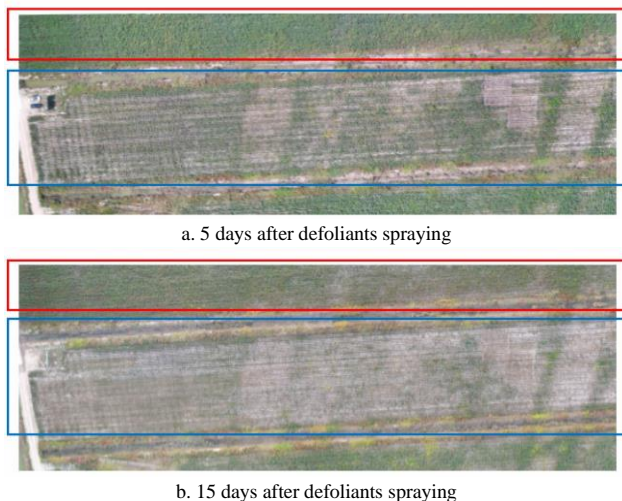 a. 5 days after defoliants spraying
b. 15 days after defoliants spraying